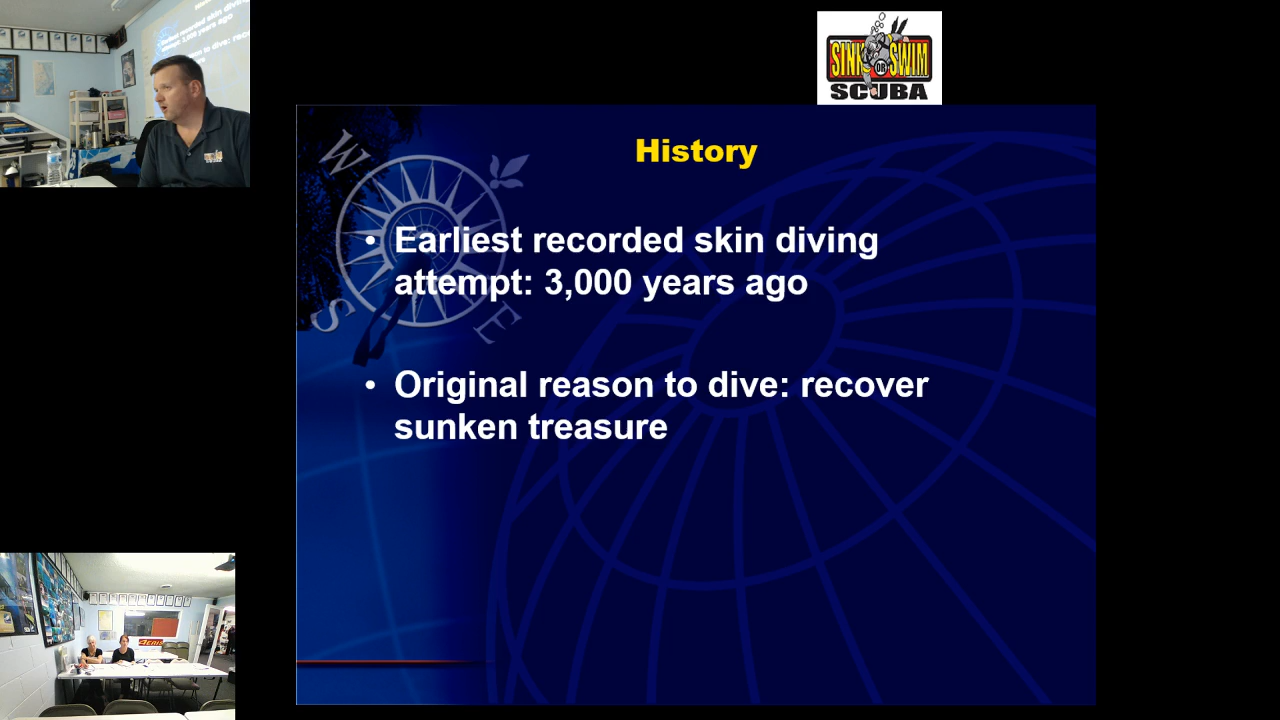 SINK OR SWIM
SCUBA
History
• Earliest recorded skin diving
attempt: 3,000 years ago
• Original reason to dive: recover
sunken treasure
W
S
E
AERIS